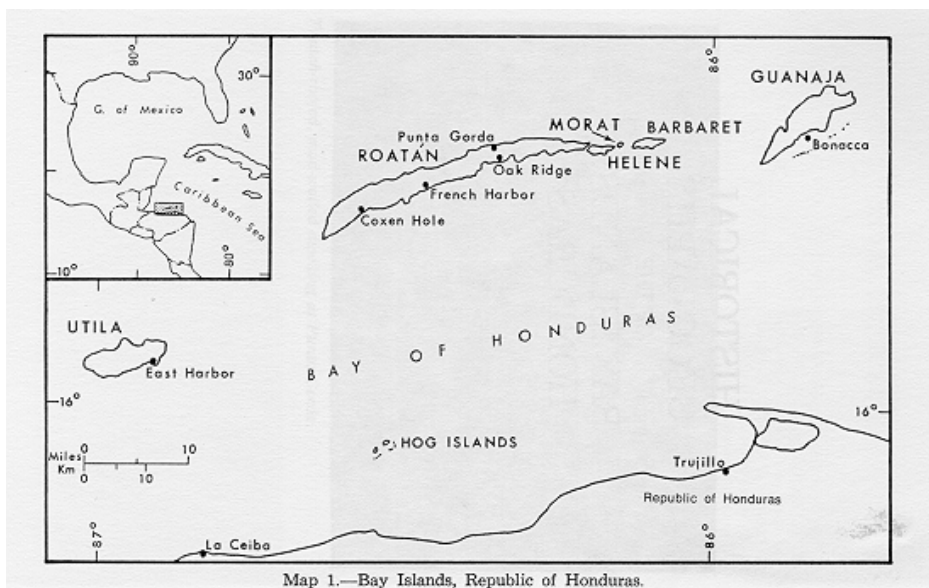 90°
86°
30°
G. of Mexico
GUANAJA
MORAT
BARBARET
Punta Gorda
ROATÁN
Bonacca
HELENE
Oak Ridge
Caribbean Sea
French Harbor
Coxen Hole
10°
80°
UTILA
BAY OF HONDURAS
East Harbor
16°
16°
HOG ISLANDS
0 10
Miles
Km
10
Trujillo
Republic of Honduras
87°
La Ceiba
86°
Map 1.—Bay Islands, Republic of Honduras.